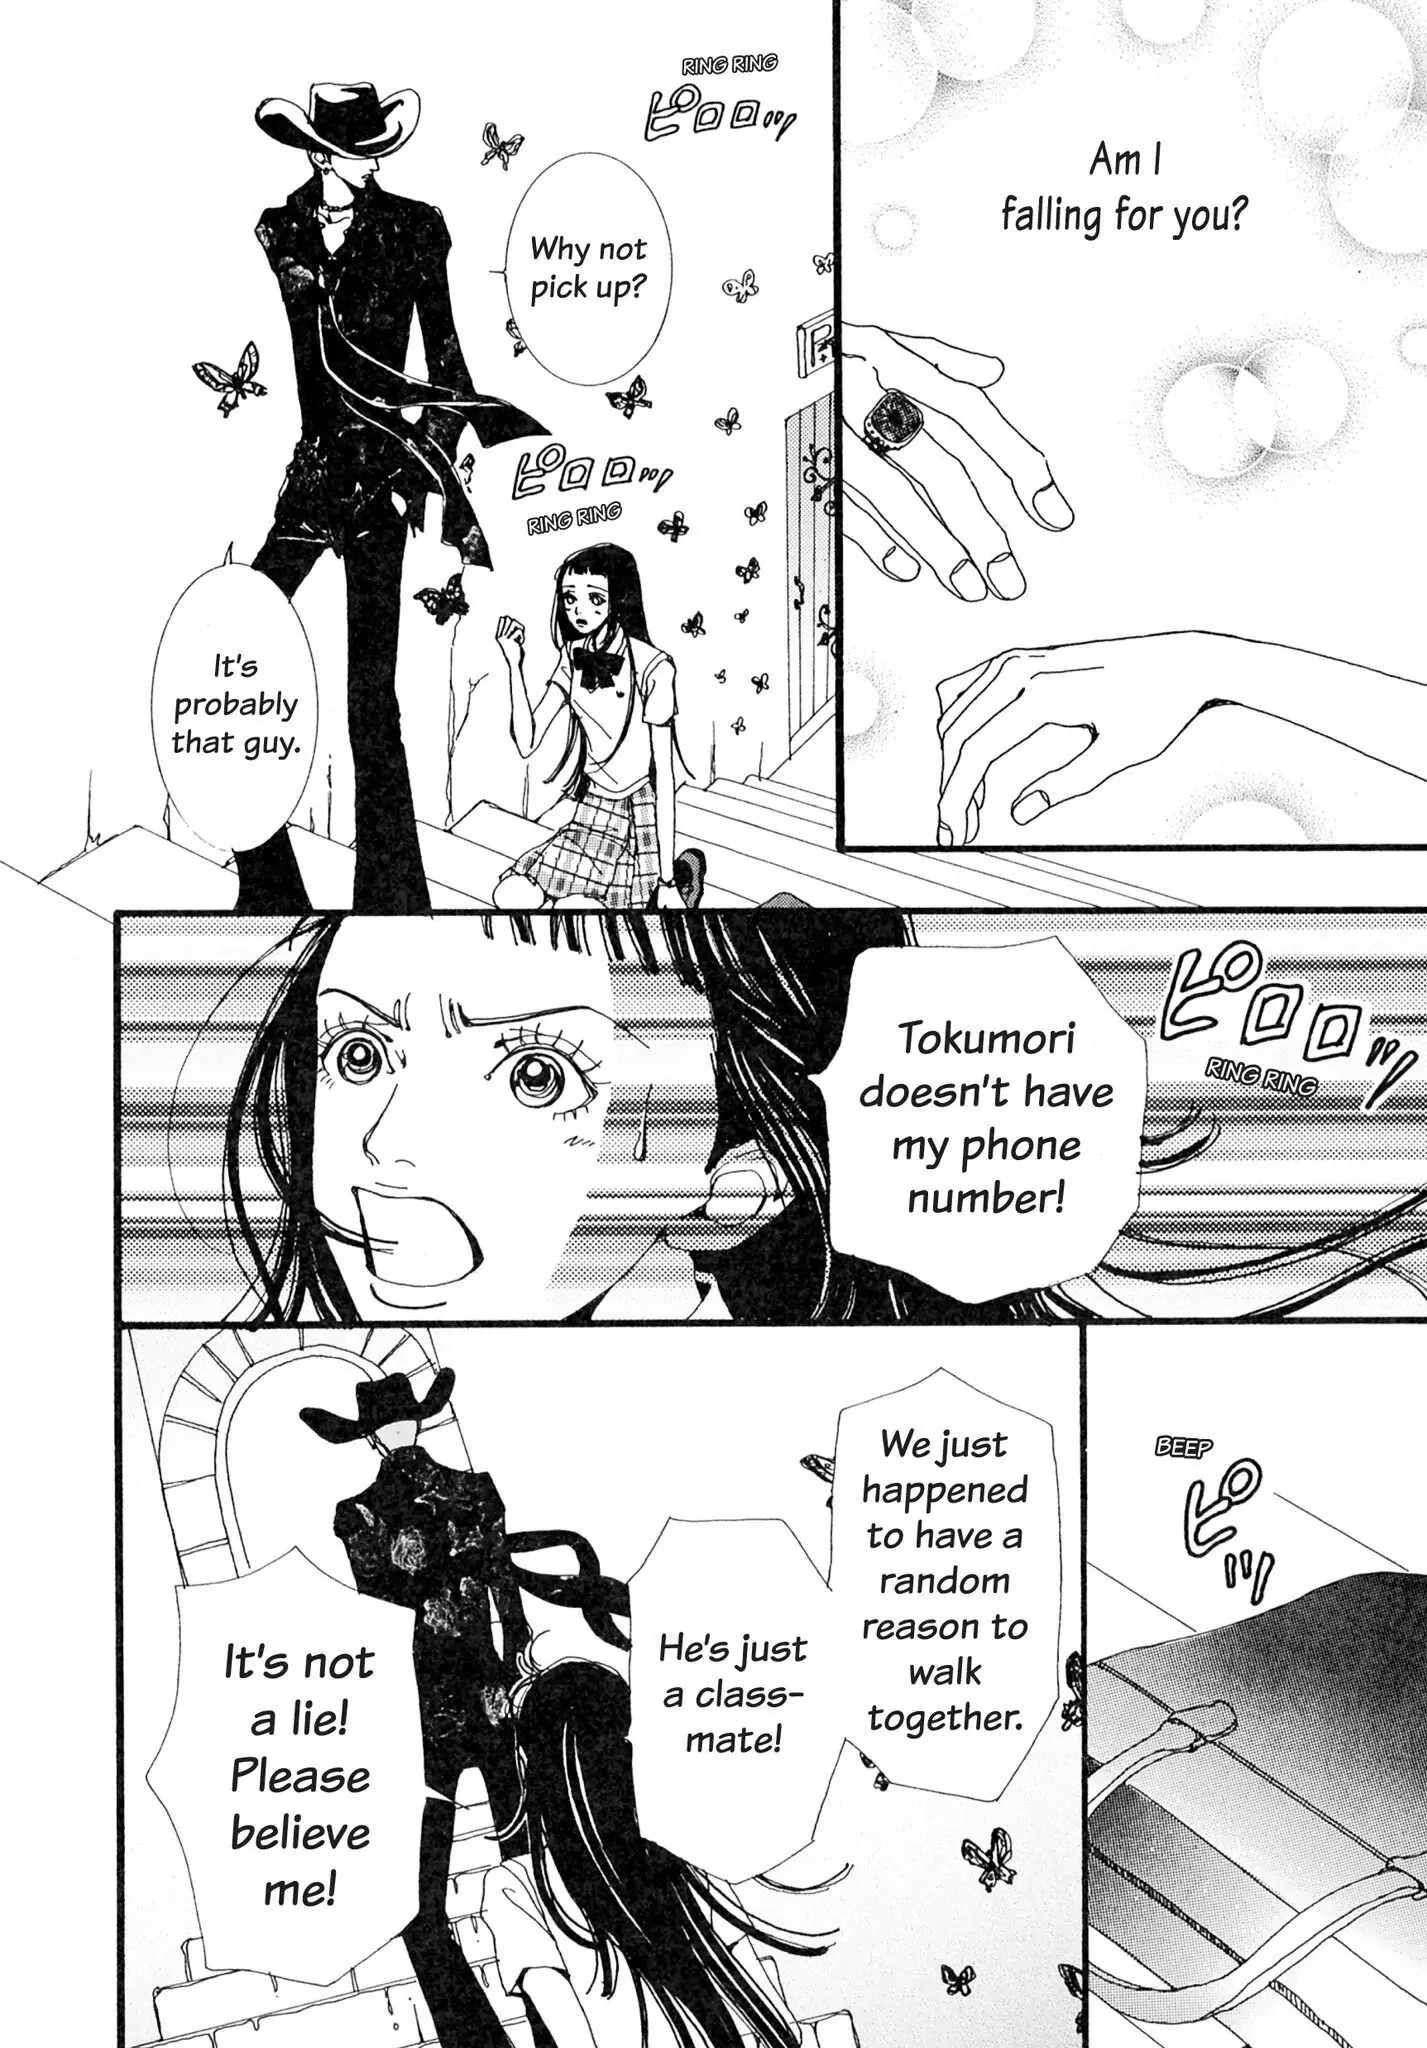 Am I
falling for you?
RING RING
ピロロッ
Why not
pick up?
ピロロッ
RING RING
It's
probably
that guy.
ピロロッ
RING RING
Tokumori
doesn't have
my phone
number!
BEEP
ピッ
We just
happened
to have a
random
reason to
walk
together.
He's just
a class-
mate!
It's not
a lie!
Please
believe
me!